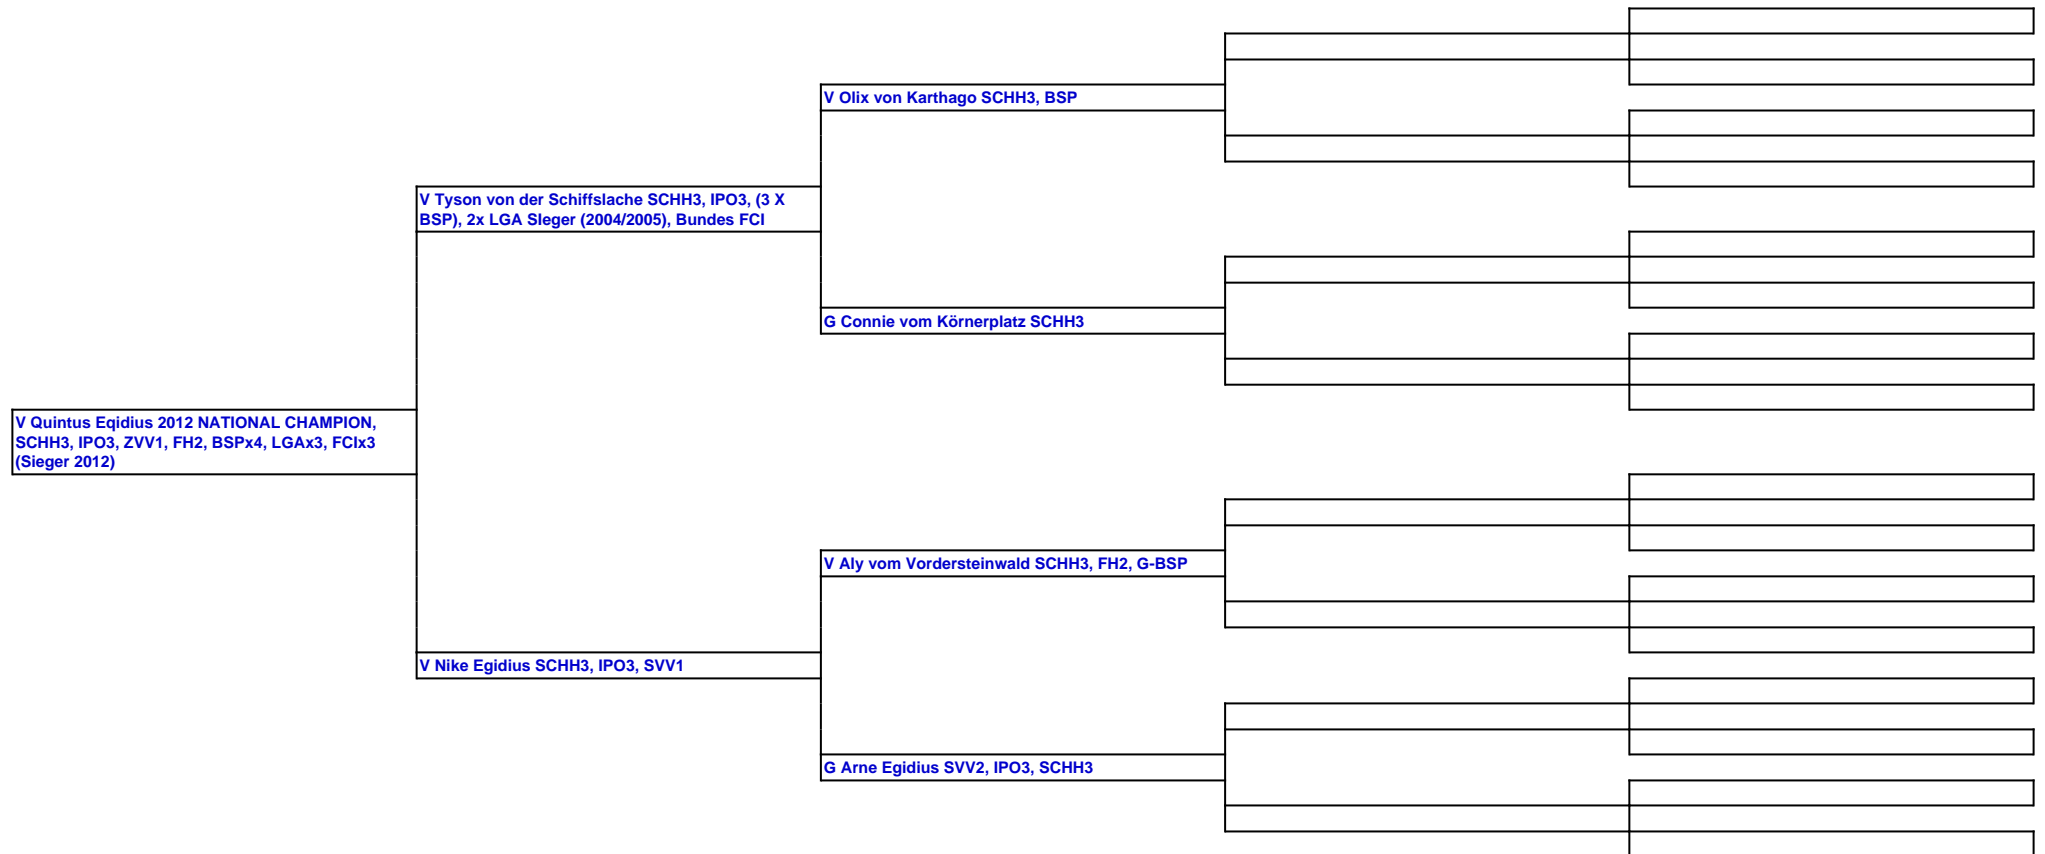 V Olix von Karthago SCHH3, BSP
V Tyson von der Schiffslache SCHH3, IPO3, (3 X
BSP), 2x LGA SIeger (2004/2005), Bundes FCI
G Connie vom Körnerplatz SCHH3
V Quintus Eqidius 2012 NATIONAL CHAMPION,
SCHH3, IPO3, ZVV1, FH2, BSPx4, LGAx3, FCIx3
(Sieger 2012)
V Aly vom Vordersteinwald SCHH3, FH2, G-BSP
V Nike Egidius SCHH3, IPO3, SVV1
G Arne Egidius SVV2, IPO3, SCHH3